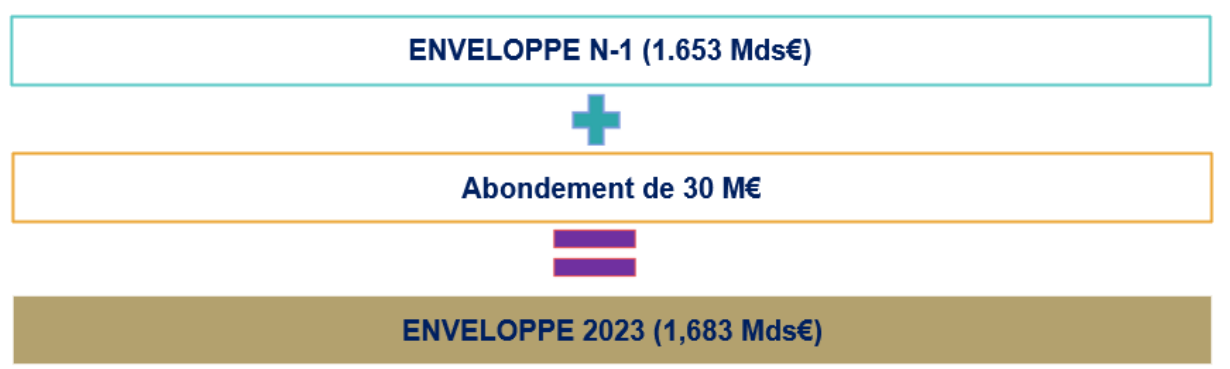 ENVELOPPE N-1 (1.653 Mds€)
Abondement de 30 M€
ENVELOPPE 2023 (1,683 Mds€)